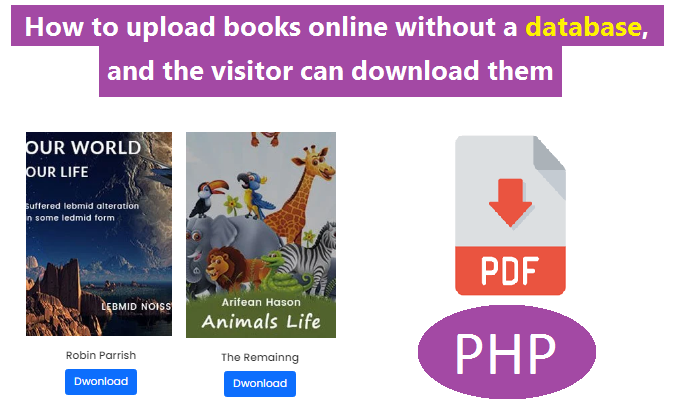 How to upload books online without a database,
and the visitor can download them
OUR WORLD
OUR LIFE
Suffered lebmid alteration
in some ledmid form
LEBMID NOISS
Robin Parrish
Dwonload
Arifean Hason
Animals Life
The Remainng
Dwonload
PDF
PHP